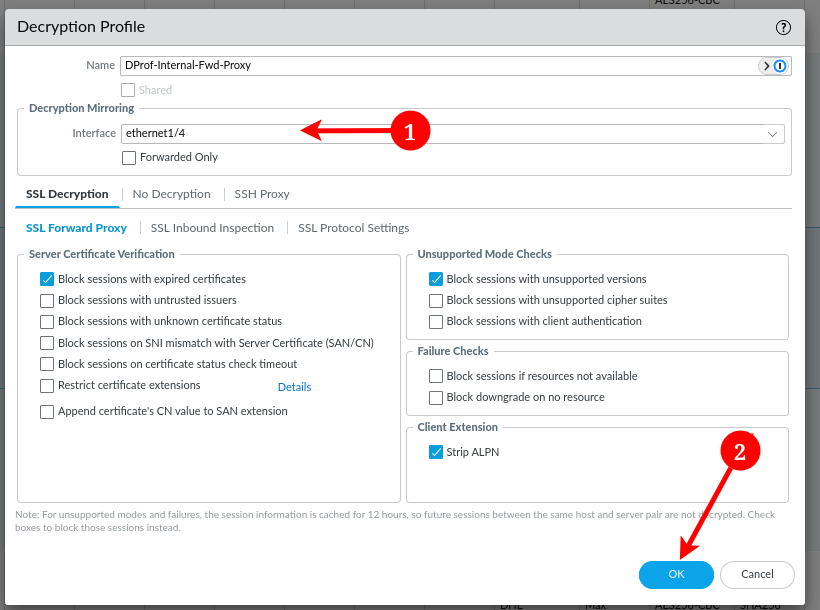 AES256-CBC
Decryption Profile
?
Name DProf-Internal-Fwd-Proxy
Shared
Decryption Mirroring
Interface ethernet1/4
1
Forwarded Only
SSL Decryption No Decryption SSH Proxy
SSL Forward Proxy SSL Inbound Inspection SSL Protocol Settings
Server Certificate Verification
Block sessions with expired certificates
Block sessions with untrusted issuers
Block sessions with unknown certificate status
Block sessions on SNI mismatch with Server Certificate (SAN/CN)
Block sessions on certificate status check timeout
Restrict certificate extensions Details
Append certificate's CN value to SAN extension
Unsupported Mode Checks
Block sessions with unsupported versions
Block sessions with unsupported cipher suites
Block sessions with client authentication
Failure Checks
Block sessions if resources not available
Block downgrade on no resource
Client Extension
Strip ALPN
2
Note: For unsupported modes and failures, the session information is cached for 12 hours, so future sessions between the same host and server pair are not decrypted. Check
boxes to block those sessions instead.
OK Cancel
DHE Max AES256-CBC SHA256